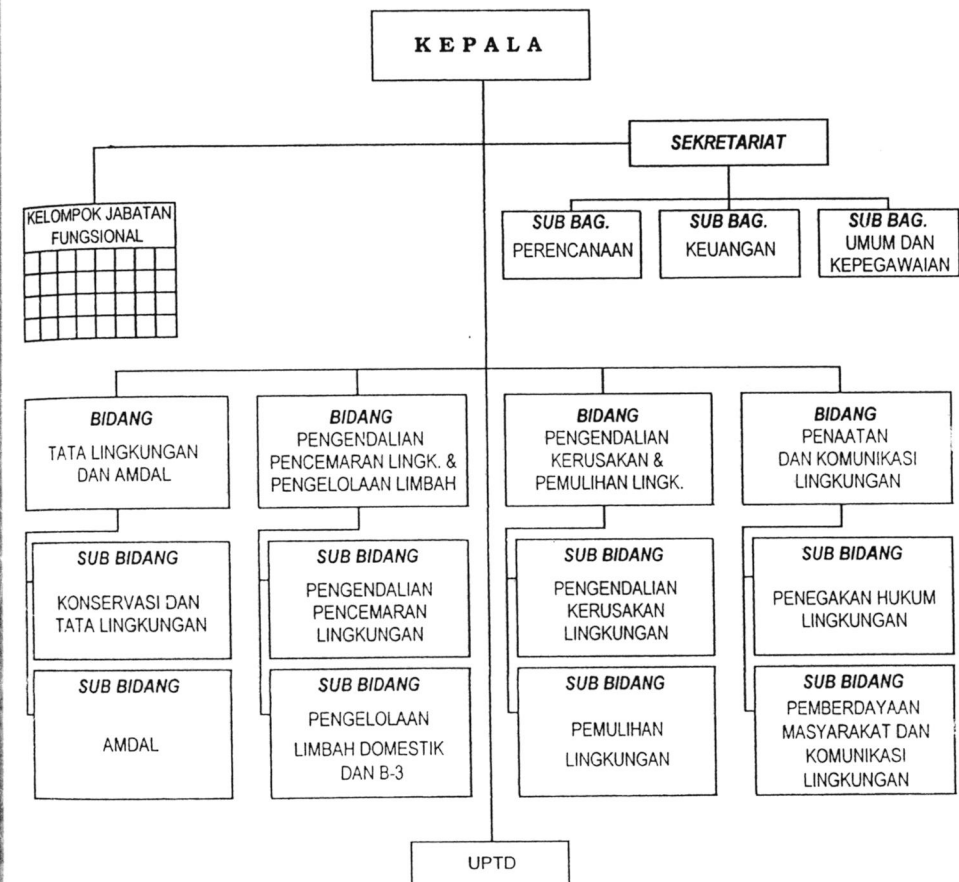 KEPALA
SEKRETARIAT
KELOMPOK JABATAN
FUNGSIONAL
SUB BAG.
PERENCANAAN
SUB BAG.
KEUANGAN
SUB BAG.
UMUM DAN
KEPEGAWAIAN
BIDANG
TATA LINGKUNGAN
DAN AMDAL
BIDANG
PENGENDALIAN
PENCEMARAN LINGK. &
PENGELOLAAN LIMBAH
BIDANG
PENGENDALIAN
KERUSAKAN &
PEMULIHAN LINGK.
BIDANG
PENAATAN
DAN KOMUNIKASI
LINGKUNGAN
SUB BIDANG
KONSERVASI DAN
TATA LINGKUNGAN
SUB BIDANG
PENGENDALIAN
PENCEMARAN
LINGKUNGAN
SUB BIDANG
PENGENDALIAN
KERUSAKAN
LINGKUNGAN
SUB BIDANG
PENEGAKAN HUKUM
LINGKUNGAN
SUB BIDANG
AMDAL
SUB BIDANG
PENGELOLAAN
LIMBAH DOMESTIK
DAN B-3
SUB BIDANG
PEMULIHAN
LINGKUNGAN
SUB BIDANG
PEMBERDAYAAN
MASYARAKAT DAN
KOMUNIKASI
LINGKUNGAN
UPTD